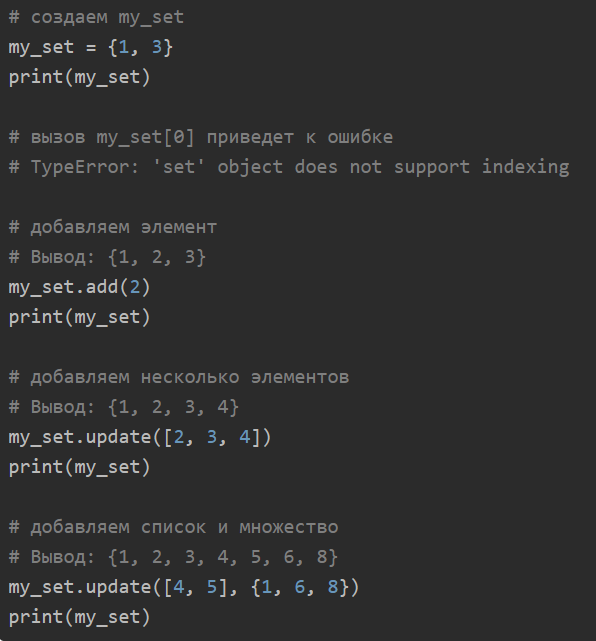 # создаем my_set
my_set = {1, 3}
print(my_set)
# вызов my_set[0] приведет к ошибке
# TypeError: 'set' object does not support indexing
# добавляем элемент
# Вывод: {1, 2, 3}
my_set.add(2)
print(my_set)
# добавляем несколько элементов
# Вывод: {1, 2, 3, 4}
my_set.update([2, 3, 4])
print(my_set)
# добавляем список и множество
# Вывод: {1, 2, 3, 4, 5, 6, 8}
my_set.update([4, 5], {1, 6, 8})
print(my_set)